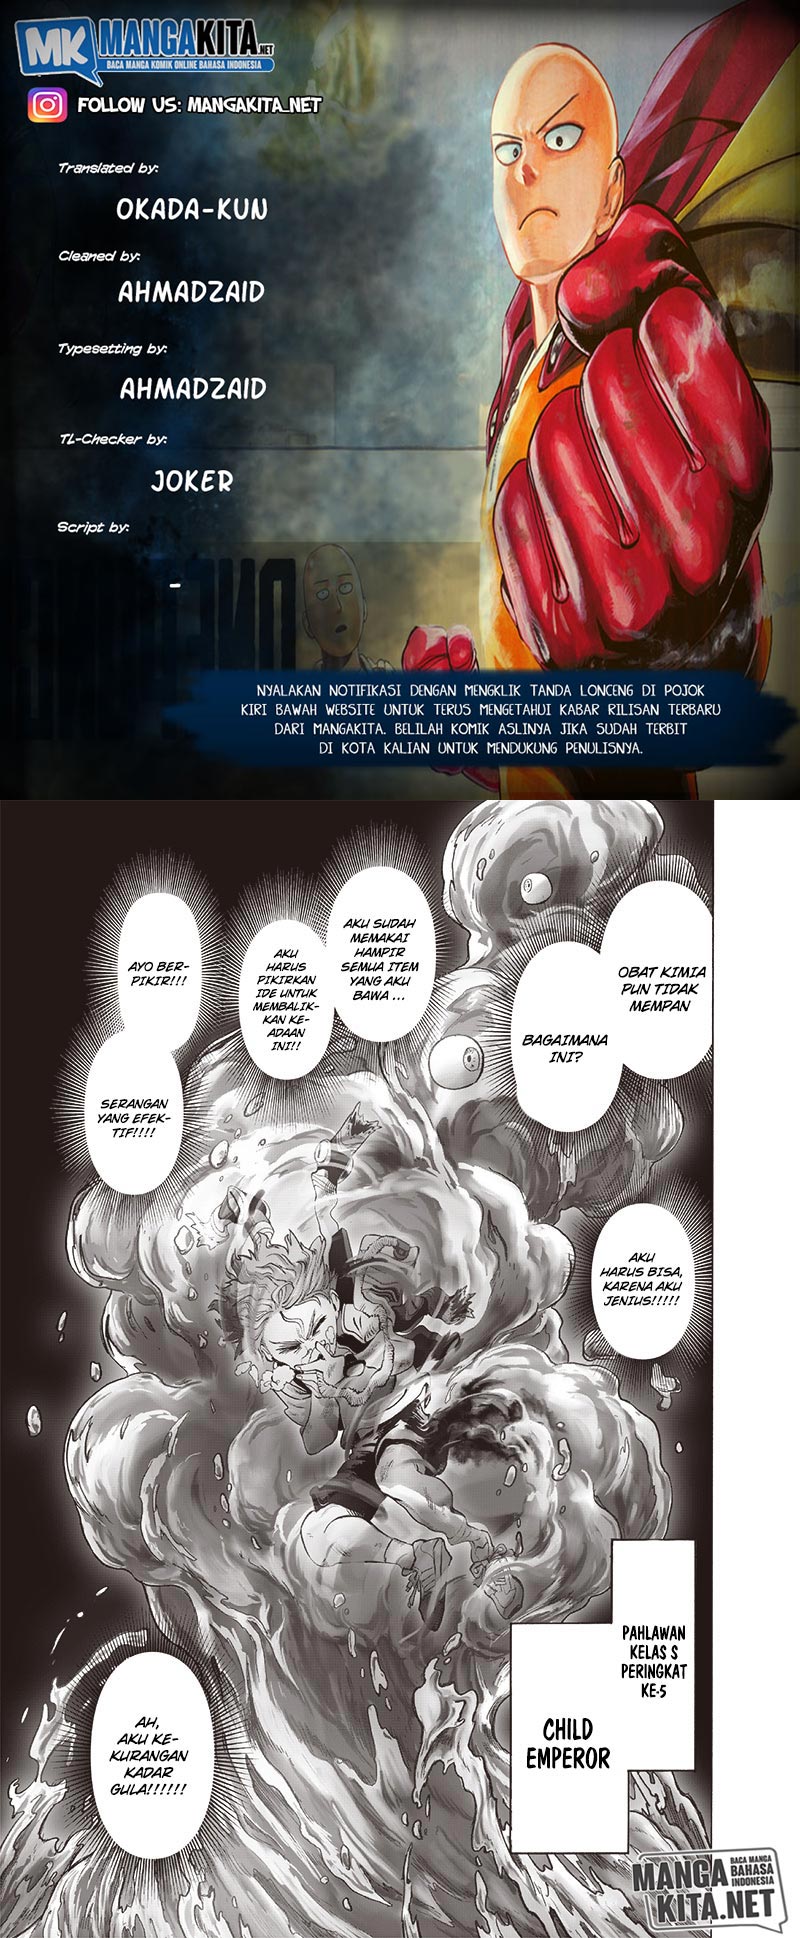 MK MANGAKITA.NET
BACA MANGA KOMIK ONLINE BAHASA INDONESIA
FOLLOW US: MANGAKITA_NET
Translated by:
OKADA-KUN
Cleaned by:
AHMADZAID
Typesetting by:
AHMADZAID
TL-Checker by:
JOKER
Script by:
-
NYALAKAN NOTIFIKASI DENGAN MENGKLIK TANDA LONCENG DI POJOK
KIRI BAWAH WEBSITE UNTUK TERUS MENGETAHUI KABAR RILISAN TERBARU
DARI MANGAKITA. BELILAH KOMIK ASLINYA JIKA SUDAH TERBIT
DI KOTA KALIAN UNTUK MENDUKUNG PENULISNYA.
OBAT KIMIA
PUN TIDAK
MEMPAN
BAGAIMANA
INI?
AKU SUDAH
MEMAKAI
HAMPIR
SEMUA ITEM
YANG AKU
BAWA ...
AKU
HARUS
PIKIRKAN
IDE UNTUK
MEMBALIK-
KAN KE-
ADAAN
INI!!
AYO BER-
PIKIR!!!
SERANGAN
YANG EFEK-
TIF!!!!
AKU
HARUS BISA,
KARENA AKU
JENIUS!!!!!
PAHLAWAN
KELAS S
PERINGKAT
KE-5
CHILD
EMPEROR
AH,
AKU KE-
KURANGAN
KADAR
GULA!!!!!!
MANGA
KITA.NET
BACA MANGA
BAHASA
INDONESIA